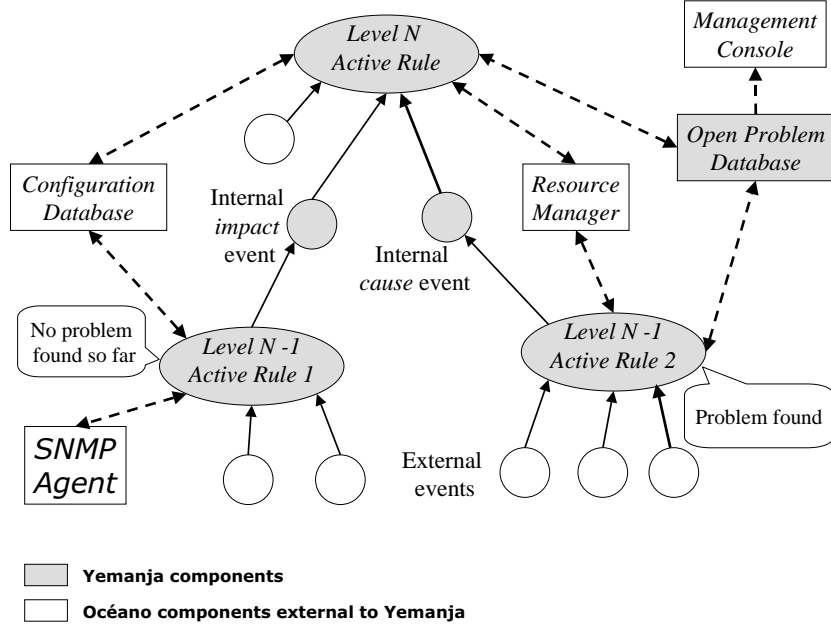 Level N
Active Rule
Management
Console
Open Problem
Database
Configuration
Database
Internal
impact
event
Internal
cause event
Resource
Manager
No problem
found so far
Level N -1
Active Rule 1
Level N -1
Active Rule 2
Problem found
SNMP
Agent
External
events
Yemanja components
Océano components external to Yemanja